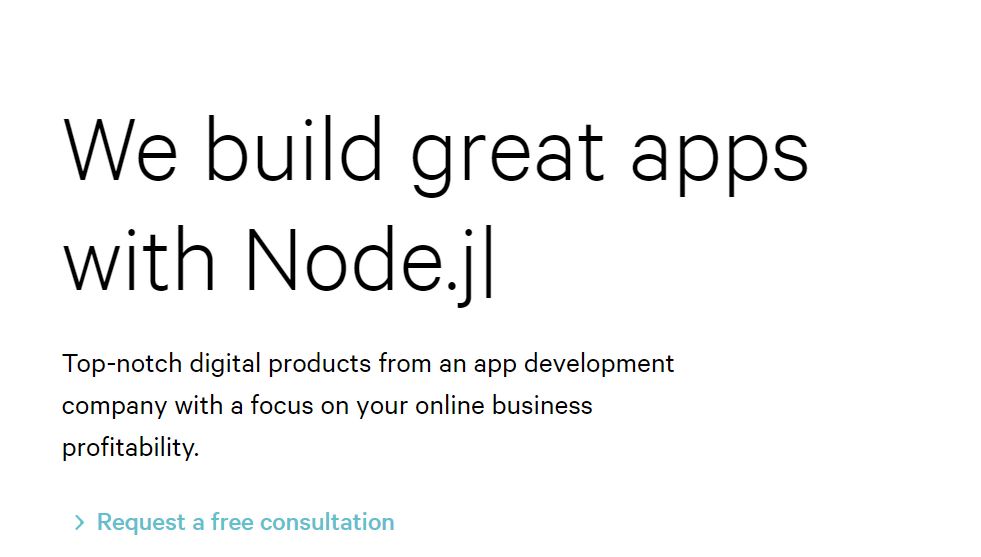 We build great apps
with Node.j|
Top-notch digital products from an app development
company with a focus on your online business
profitability.
> Request a free consultation